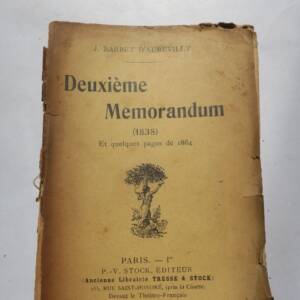 J. BARBEY D'AUREVILLY
Deuxième
Memorandum
(1838)
Et quelques pages de 1864
PARIS. — Iᵉʳ
P.-V. STOCK, ÉDITEUR
(Ancienne Librairie TRESSE & STOCK)
155, RUE SAINT-HONORÉ, (près la Civette)
Devant le Théâtre-Français